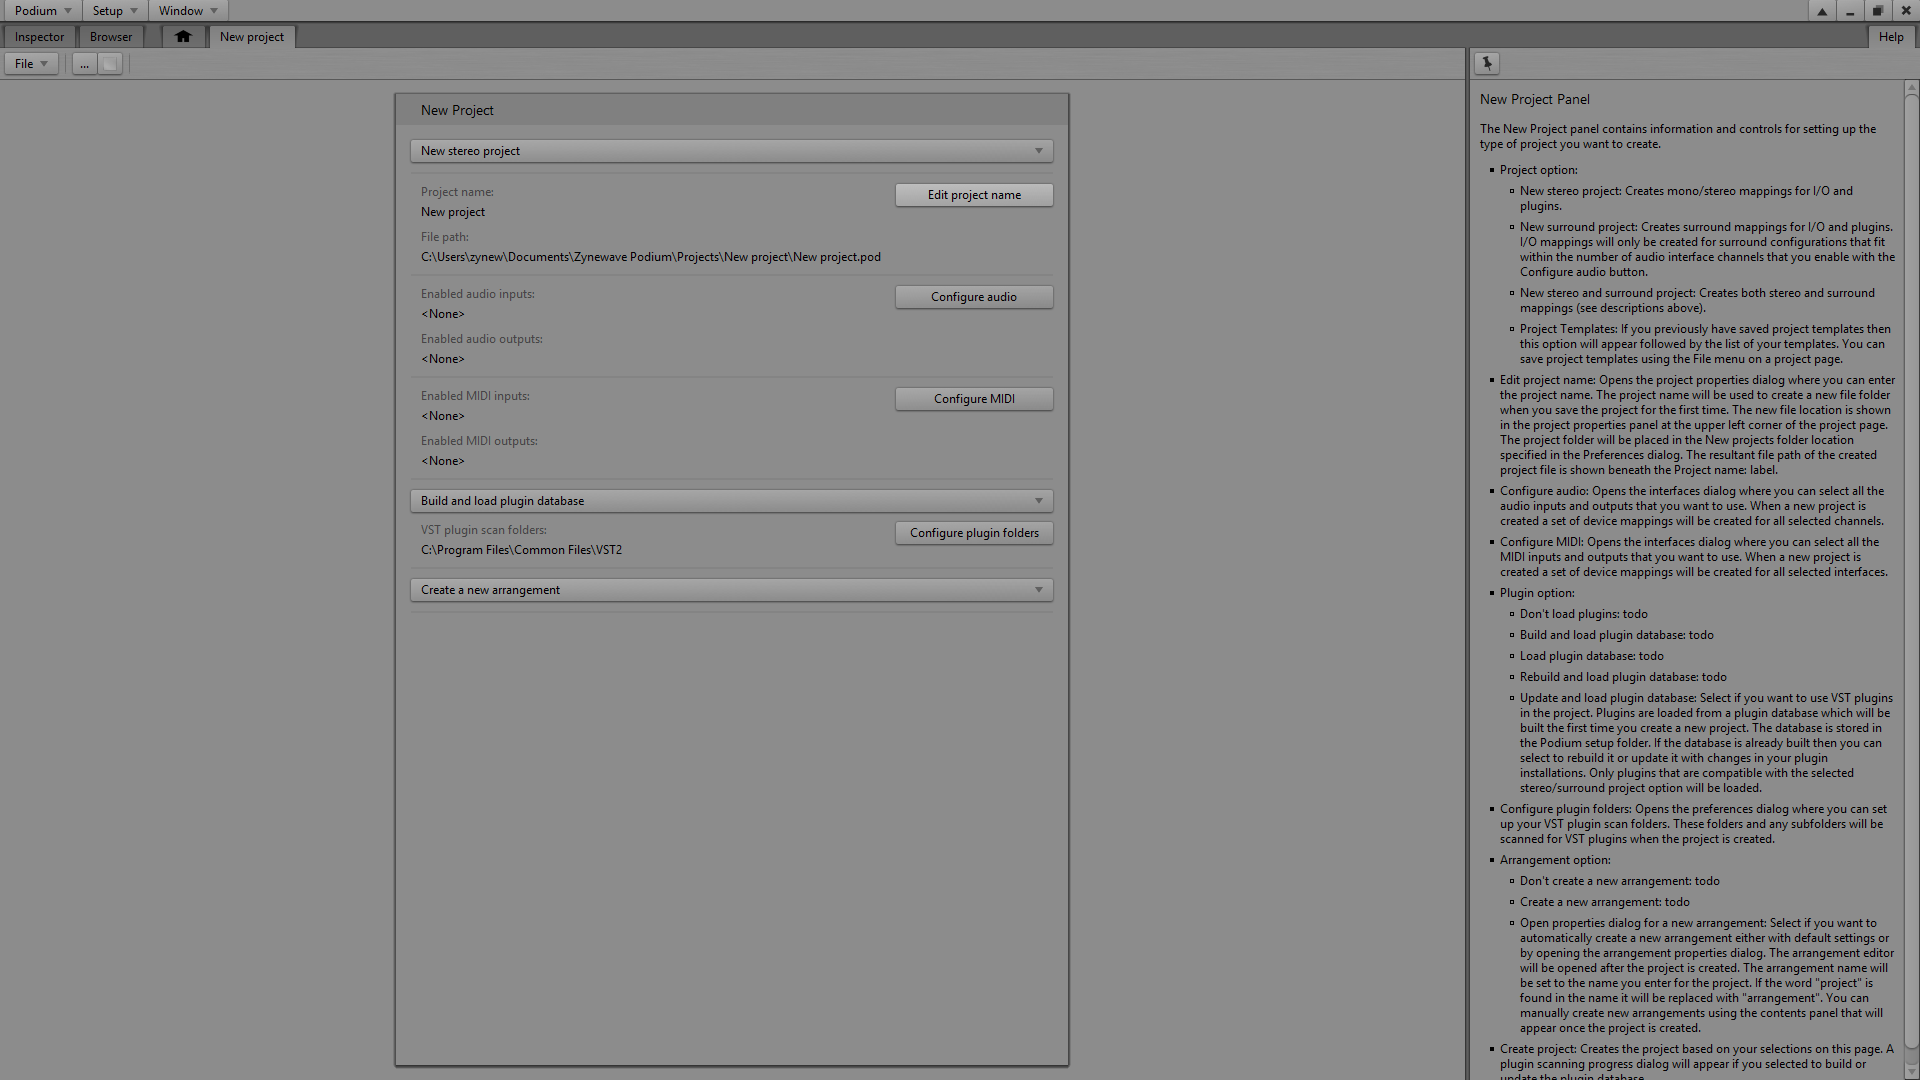 Podium Setup Window
Inspector Browser New project Help
File ...
New Project
New stereo project
Project name:
Edit project name
New project
File path:
C:\Users\zynew\Documents\Zynewave Podium\Projects\New project\New project.pod
Enabled audio inputs:
Configure audio
<None>
Enabled audio outputs:
<None>
Enabled MIDI inputs:
Configure MIDI
<None>
Enabled MIDI outputs:
<None>
Build and load plugin database
VST plugin scan folders:
Configure plugin folders
C:\Program Files\Common Files\VST2
Create a new arrangement
New Project Panel
The New Project panel contains information and controls for setting up the
type of project you want to create.
Project option:
New stereo project: Creates mono/stereo mappings for I/O and
plugins.
New surround project: Creates surround mappings for I/O and plugins.
I/O mappings will only be created for surround configurations that fit
within the number of audio interface channels that you enable with the
Configure audio button.
New stereo and surround project: Creates both stereo and surround
mappings (see descriptions above).
Project Templates: If you previously have saved project templates then
this option will appear followed by the list of your templates. You can
save project templates using the File menu on a project page.
Edit project name: Opens the project properties dialog where you can enter
the project name. The project name will be used to create a new file folder
when you save the project for the first time. The new file location is shown
in the project properties panel at the upper left corner of the project page.
The project folder will be placed in the New projects folder location
specified in the Preferences dialog. The resultant file path of the created
project file is shown beneath the Project name: label.
Configure audio: Opens the interfaces dialog where you can select all the
audio inputs and outputs that you want to use. When a new project is
created a set of device mappings will be created for all selected channels.
Configure MIDI: Opens the interfaces dialog where you can select all the
MIDI inputs and outputs that you want to use. When a new project is
created a set of device mappings will be created for all selected interfaces.
Plugin option:
Don't load plugins: todo
Build and load plugin database: todo
Load plugin database: todo
Rebuild and load plugin database: todo
Update and load plugin database: Select if you want to use VST plugins
in the project. Plugins are loaded from a plugin database which will be
built the first time you create a new project. The database is stored in
the Podium setup folder. If the database is already built then you can
select to rebuild it or update it with changes in your plugin
installations. Only plugins that are compatible with the selected
stereo/surround project option will be loaded.
Configure plugin folders: Opens the preferences dialog where you can set
up your VST plugin scan folders. These folders and any subfolders will be
scanned for VST plugins when the project is created.
Arrangement option:
Don't create a new arrangement: todo
Create a new arrangement: todo
Open properties dialog for a new arrangement: Select if you want to
automatically create a new arrangement either with default settings or
by opening the arrangement properties dialog. The arrangement editor
will be opened after the project is created. The arrangement name will
be set to the name you enter for the project. If the word "project" is
found in the name it will be replaced with "arrangement". You can
manually create new arrangements using the contents panel that will
appear once the project is created.
Create project: Creates the project based on your selections on this page. A
plugin scanning progress dialog will appear if you selected to build or
update the plugin database.